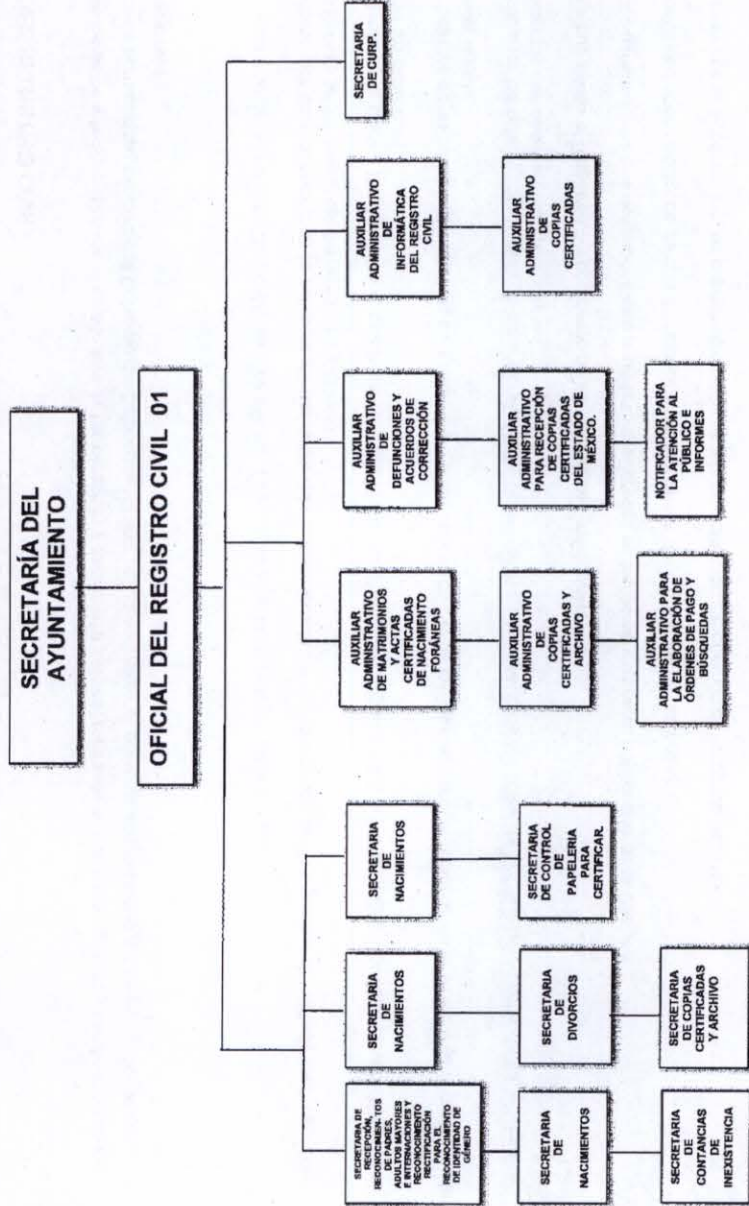 SECRETARÍA DEL
AYUNTAMIENTO
OFICIAL DEL REGISTRO CIVIL 01
SECRETARIA DE
RECEPCIÓN,
RECONOCIMIEN- TOS
DE PADRES,
ADULTOS MAYORES
E INTERNACIONES Y
RECONOCIMIENTO
RECTIFICACIÓN
PARA EL
RECONOCIMIENTO
DE IDENTIDAD DE
GÉNERO
SECRETARIA
DE
NACIMIENTOS
SECRETARIA
DE
CONTANCIAS
DE
INEXISTENCIA
SECRETARIA
DE
NACIMIENTOS
SECRETARIA
DE
DIVORCIOS
SECRETARIA
DE COPIAS
CERTIFICADAS
Y ARCHIVO
SECRETARIA
DE
NACIMIENTOS
SECRETARIA
DE CONTROL
DE
PAPELERIA
PARA
CERTIFICAR.
AUXILIAR
ADMINISTRATIVO
DE MATRIMONIOS
Y ACTAS
CERTIFICADAS
DE NACIMIENTO
FORÁNEAS
AUXILIAR
ADMINISTRATIVO
DE
COPIAS
CERTIFICADAS Y
ARCHIVO
AUXILIAR
ADMINISTRATIVO PARA
LA ELABORACIÓN DE
ÓRDENES DE PAGO Y
BÚSQUEDAS
AUXILIAR
ADMINISTRATIVO
DE
DEFUNCIONES Y
ACUERDOS DE
CORRECCIÓN
AUXILIAR
ADMINISTRATIVO
PARA RECEPCIÓN
DE COPIAS
CERTIFICADAS
DEL ESTADO DE
MÉXICO.
NOTIFICADOR PARA
LA ATENCIÓN AL
PÚBLICO E
INFORMES
AUXILIAR
ADMINISTRATIVO
DE
INFORMÁTICA
DEL REGISTRO
CIVIL
AUXILIAR
ADMINISTRATIVO
DE
COPIAS
CERTIFICADAS
SECRETARIA
DE CURP.